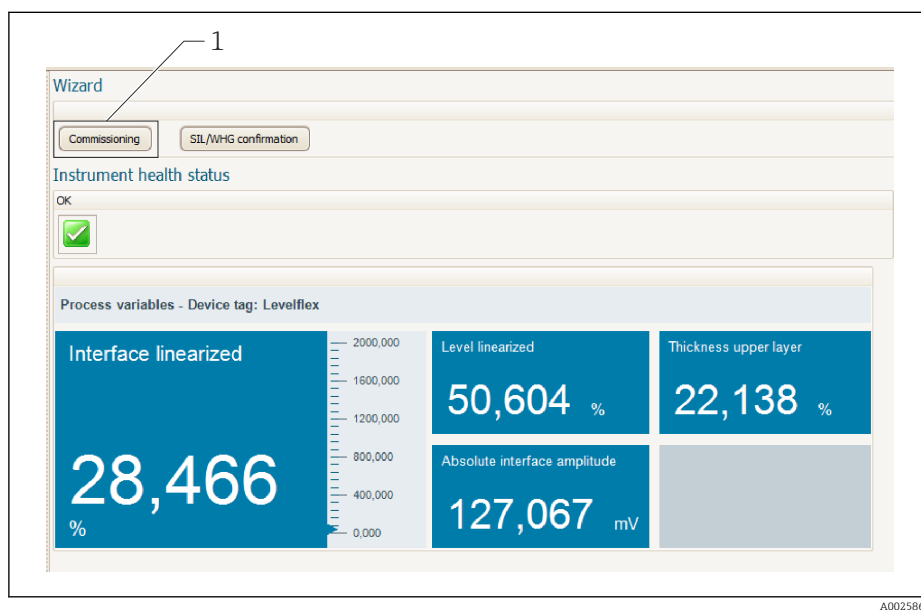 1
Wizard
Commissioning SIL/WHG confirmation
Instrument health status
OK
Process variables - Device tag: Levelflex
Interface linearized
28,466
%
2000,000
1600,000
1200,000
800,000
400,000
0,000
Level linearized
50,604 %
Thickness upper layer
22,138 %
Absolute interface amplitude
127,067 mV